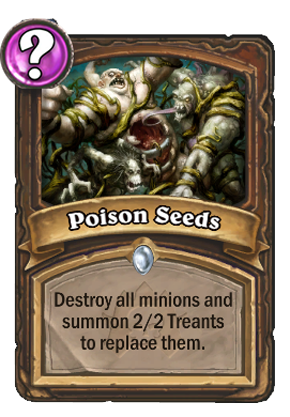 ?
Poison Seeds
Destroy all minions and
summon 2/2 Treants
to replace them.